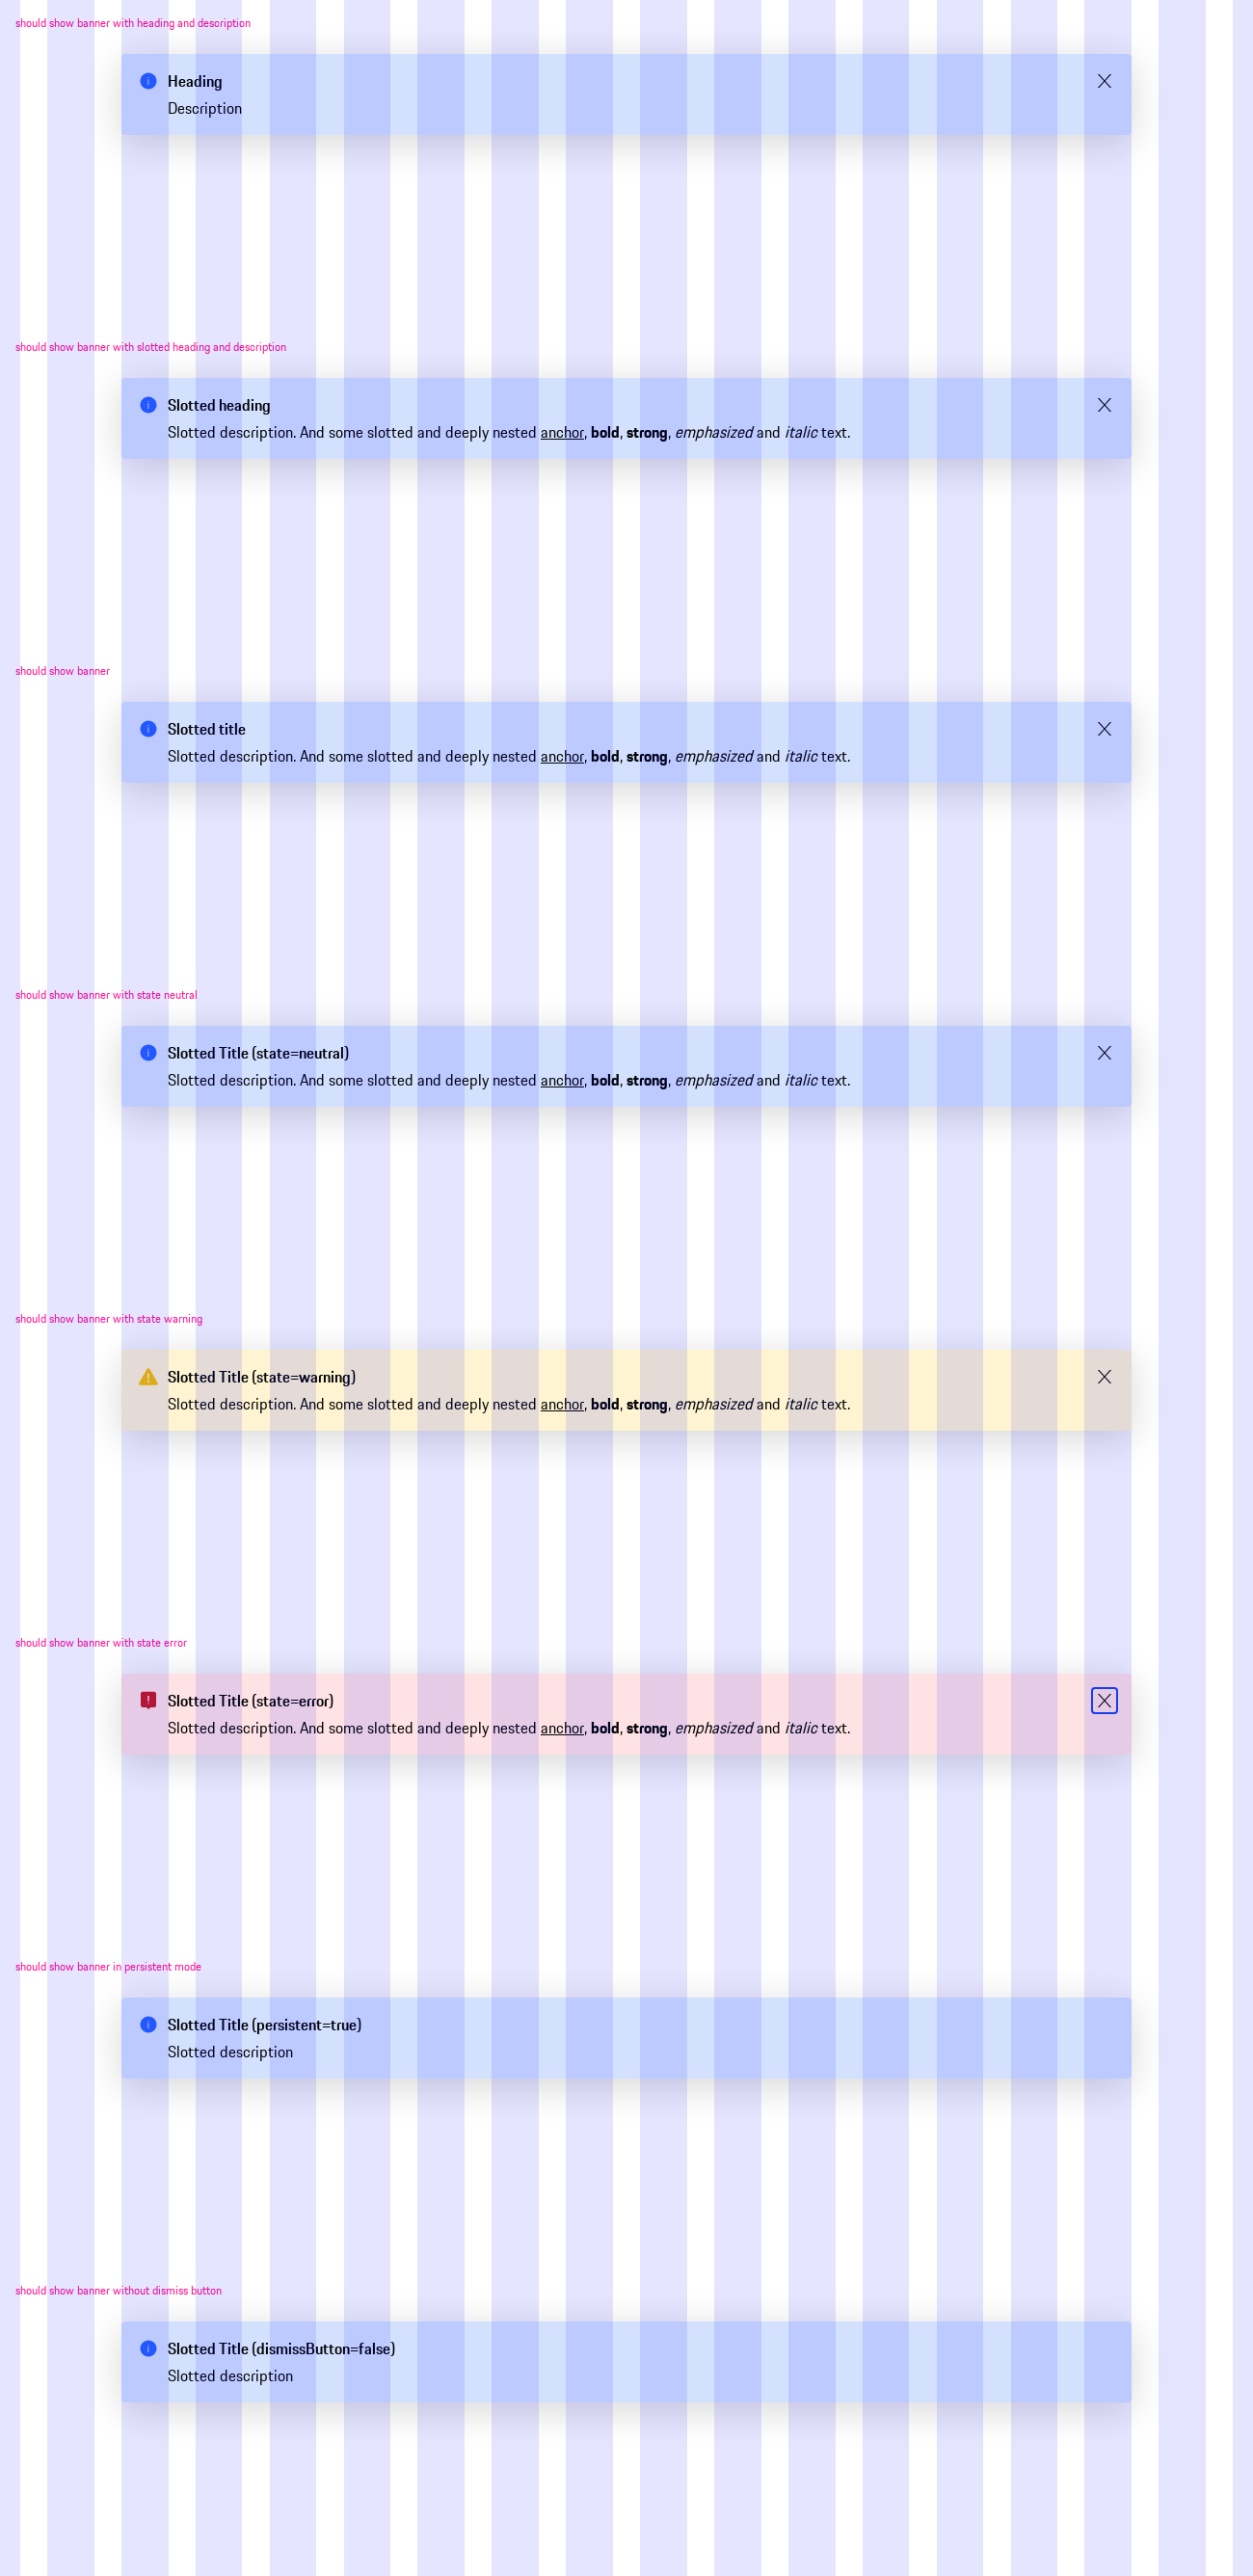 should show banner with heading and description
Heading
Description
should show banner with slotted heading and description
Slotted heading
Slotted description. And some slotted and deeply nested anchor, bold, strong, emphasized and italic text.
should show banner
Slotted title
Slotted description. And some slotted and deeply nested anchor, bold, strong, emphasized and italic text.
should show banner with state neutral
Slotted Title (state=neutral)
Slotted description. And some slotted and deeply nested anchor, bold, strong, emphasized and italic text.
should show banner with state warning
Slotted Title (state=warning)
Slotted description. And some slotted and deeply nested anchor, bold, strong, emphasized and italic text.
should show banner with state error
Slotted Title (state=error)
Slotted description. And some slotted and deeply nested anchor, bold, strong, emphasized and italic text.
should show banner in persistent mode
Slotted Title (persistent=true)
Slotted description
should show banner without dismiss button
Slotted Title (dismissButton=false)
Slotted description